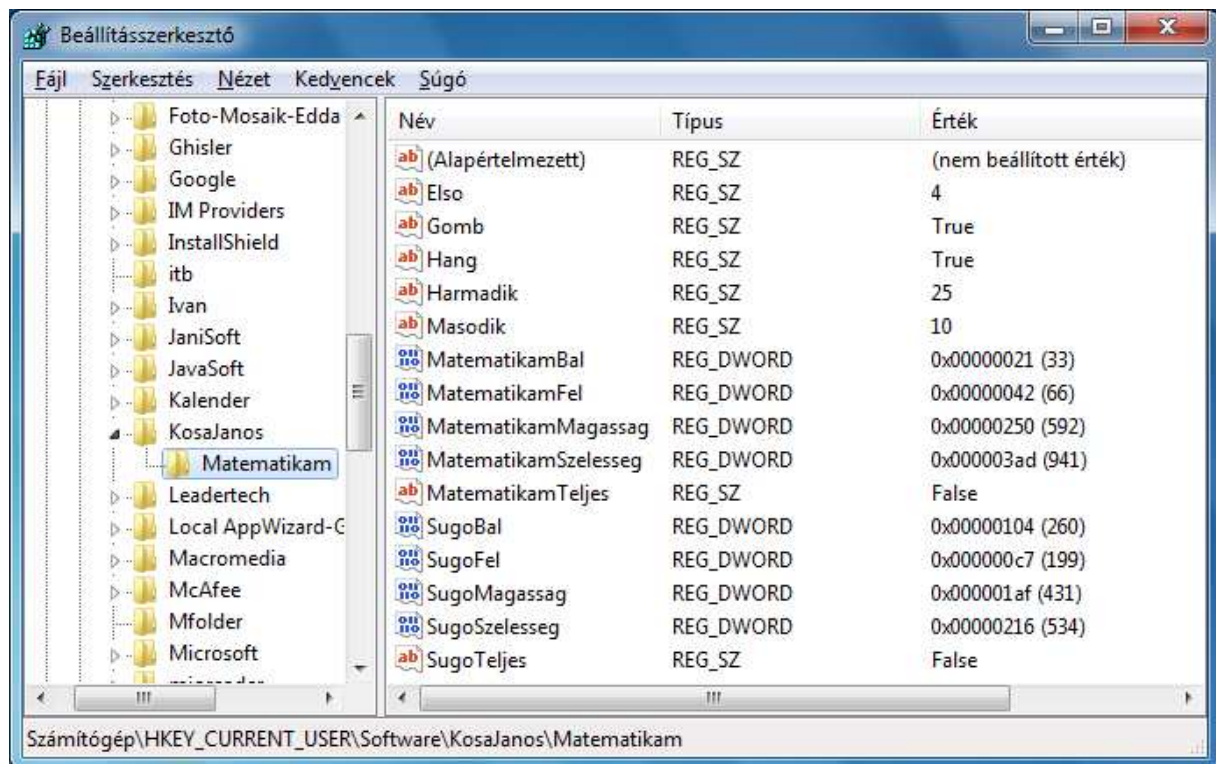 Beállításszerkesztő
Fájl Szerkesztés Nézet Kedvencek Súgó
Foto-Mosaik-Edda
Ghisler
Google
IM Providers
InstallShield
itb
Ivan
JaniSoft
JavaSoft
Kalender
KosaJanos
Matematikam
Leadertech
Local AppWizard-G
Macromedia
McAfee
Mfolder
Microsoft
Név Típus Érték
(Alapértelmezett) REG_SZ (nem beállított érték)
Elso REG_SZ 4
Gomb REG_SZ True
Hang REG_SZ True
Harmadik REG_SZ 25
Masodik REG_SZ 10
MatematikamBal REG_DWORD 0x00000021 (33)
MatematikamFel REG_DWORD 0x00000042 (66)
MatematikamMagassag REG_DWORD 0x00000250 (592)
MatematikamSzelesseg REG_DWORD 0x000003ad (941)
MatematikamTeljes REG_SZ False
SugoBal REG_DWORD 0x00000104 (260)
SugoFel REG_DWORD 0x000000c7 (199)
SugoMagassag REG_DWORD 0x000001af (431)
SugoSzelesseg REG_DWORD 0x00000216 (534)
SugoTeljes REG_SZ False
Számítógép\HKEY_CURRENT_USER\Software\KosaJanos\Matematikam